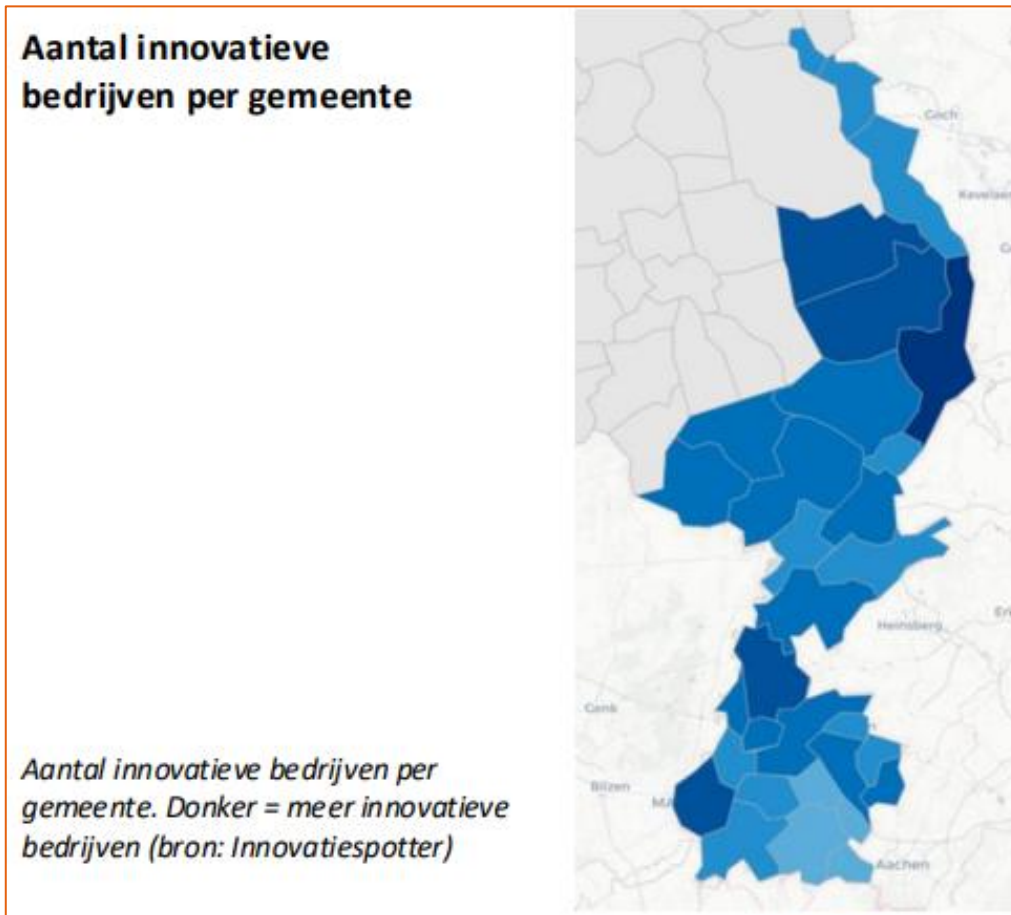 Aantal innovatieve
bedrijven per gemeente
Goch
Heinsberg
Genk
Bilzen
Aachen
Aantal innovatieve bedrijven per
gemeente. Donker = meer innovatieve
bedrijven (bron: Innovatiespotter)